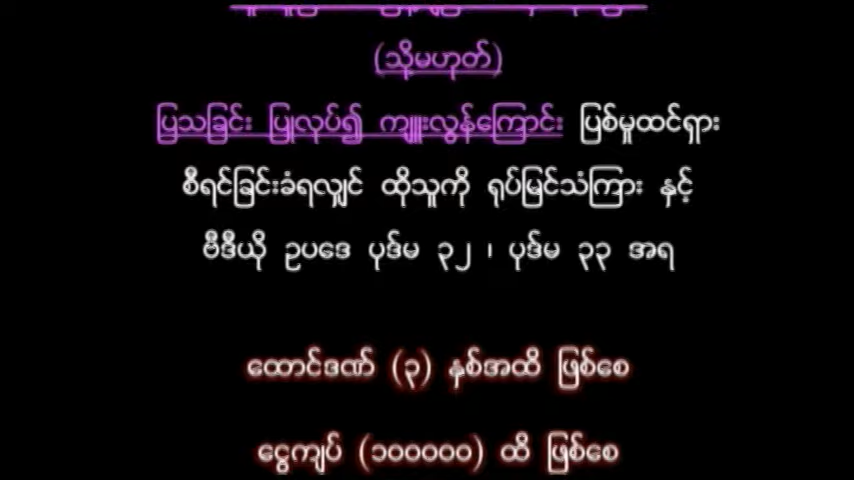 (သို့မဟုတ်)
ပြသခြင်း ပြုလုပ်၍ ကျူးလွန်ကြောင်း ပြစ်မှုထင်ရှား
စီရင်ခြင်းခံရလျှင် ထိုသူကို ရုပ်မြင်သံကြား နှင့်
ဗီဒီယို ဥပဒေ ပုဒ်မ ၃၂ ၊ ပုဒ်မ ၃၃ အရ
ထောင်ဒဏ် (၃) နှစ်အထိ ဖြစ်စေ
ငွေကျပ် (၁၀၀၀၀၀) ထိ ဖြစ်စေ